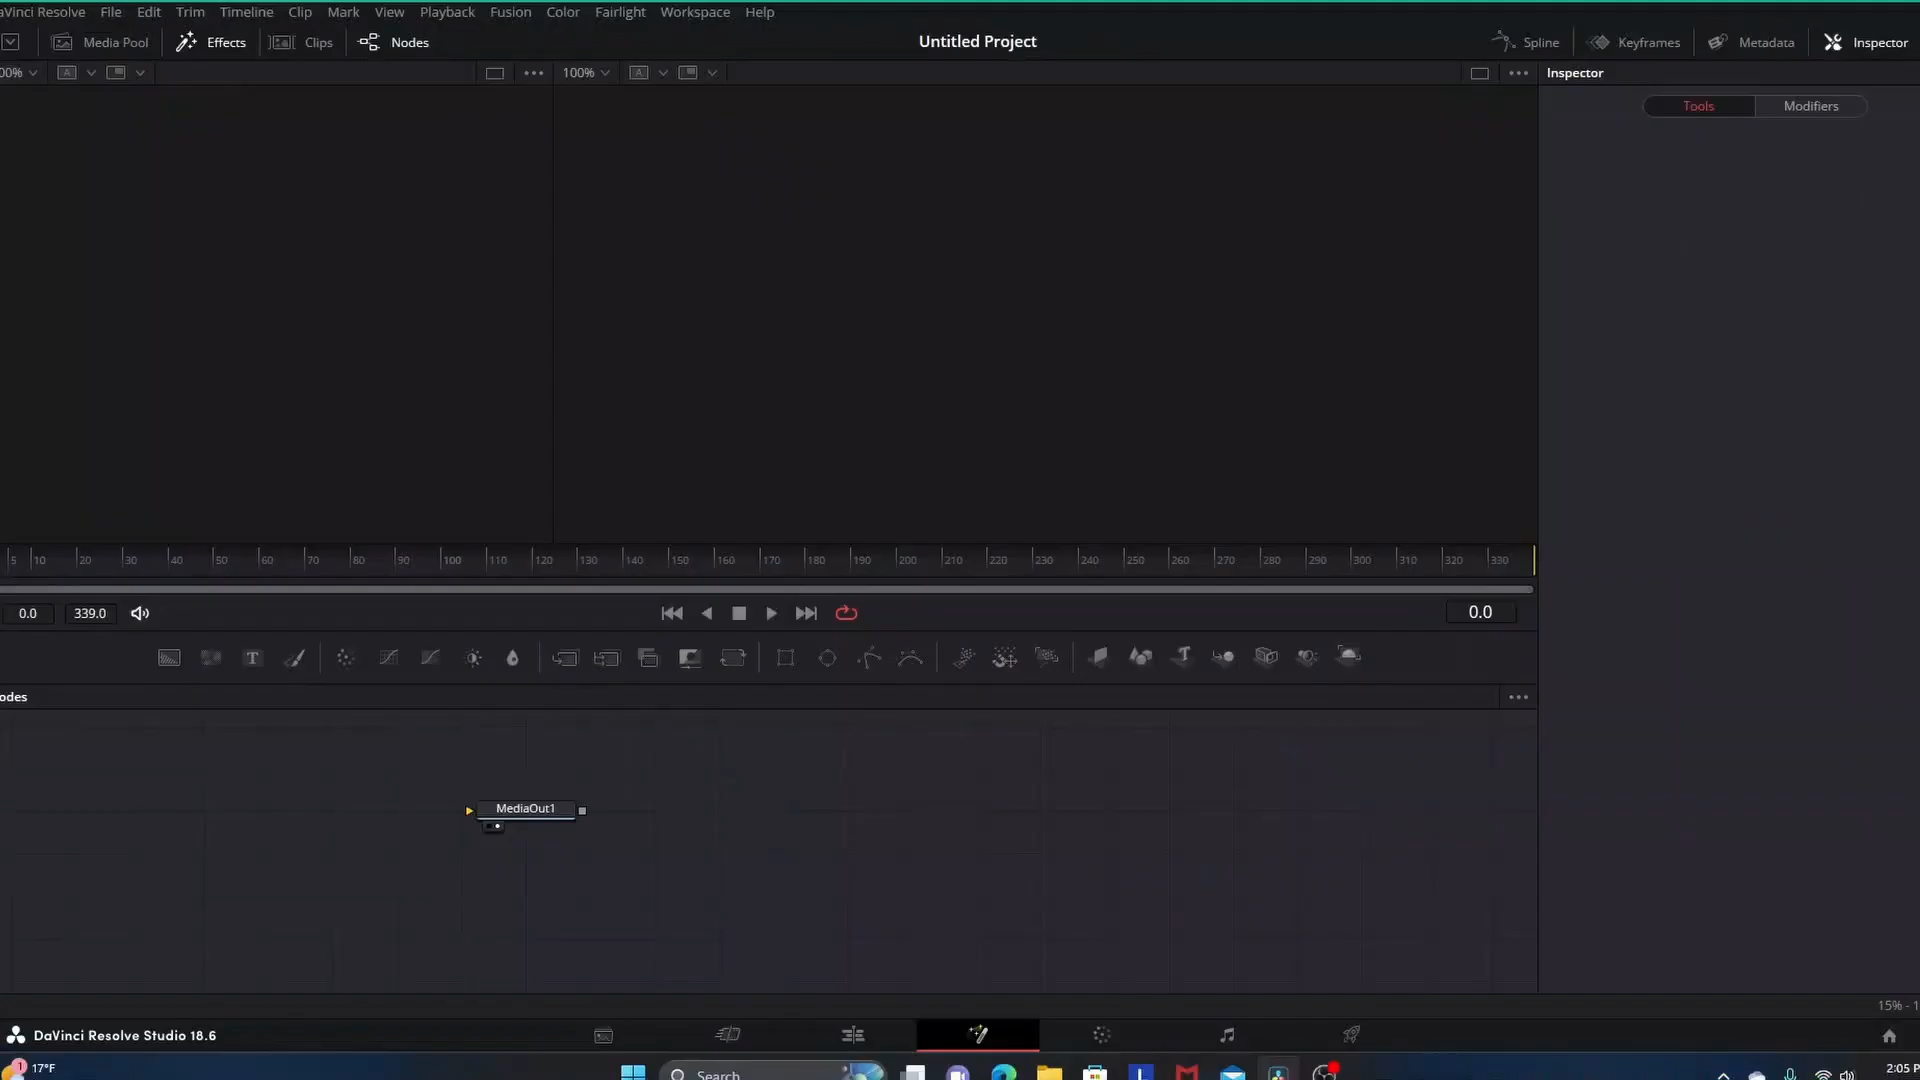 aVinci Resolve File Edit Trim Timeline Clip Mark View Playback Fusion Color Fairlight Workspace Help
Media Pool Effects Clips Nodes Untitled Project Spline Keyframes Metadata Inspector
00% A 100% A Inspector
Tools Modifiers
5 10 20 30 40 50 60 70 80 90 100 110 120 130 140 150 160 170 180 190 200 210 220 230 240 250 260 270 280 290 300 310 320 330
0.0 339.0 0.0
T T
odes
MediaOut1
15% - 1
DaVinci Resolve Studio 18.6
1 17°F Search L 2:05 P